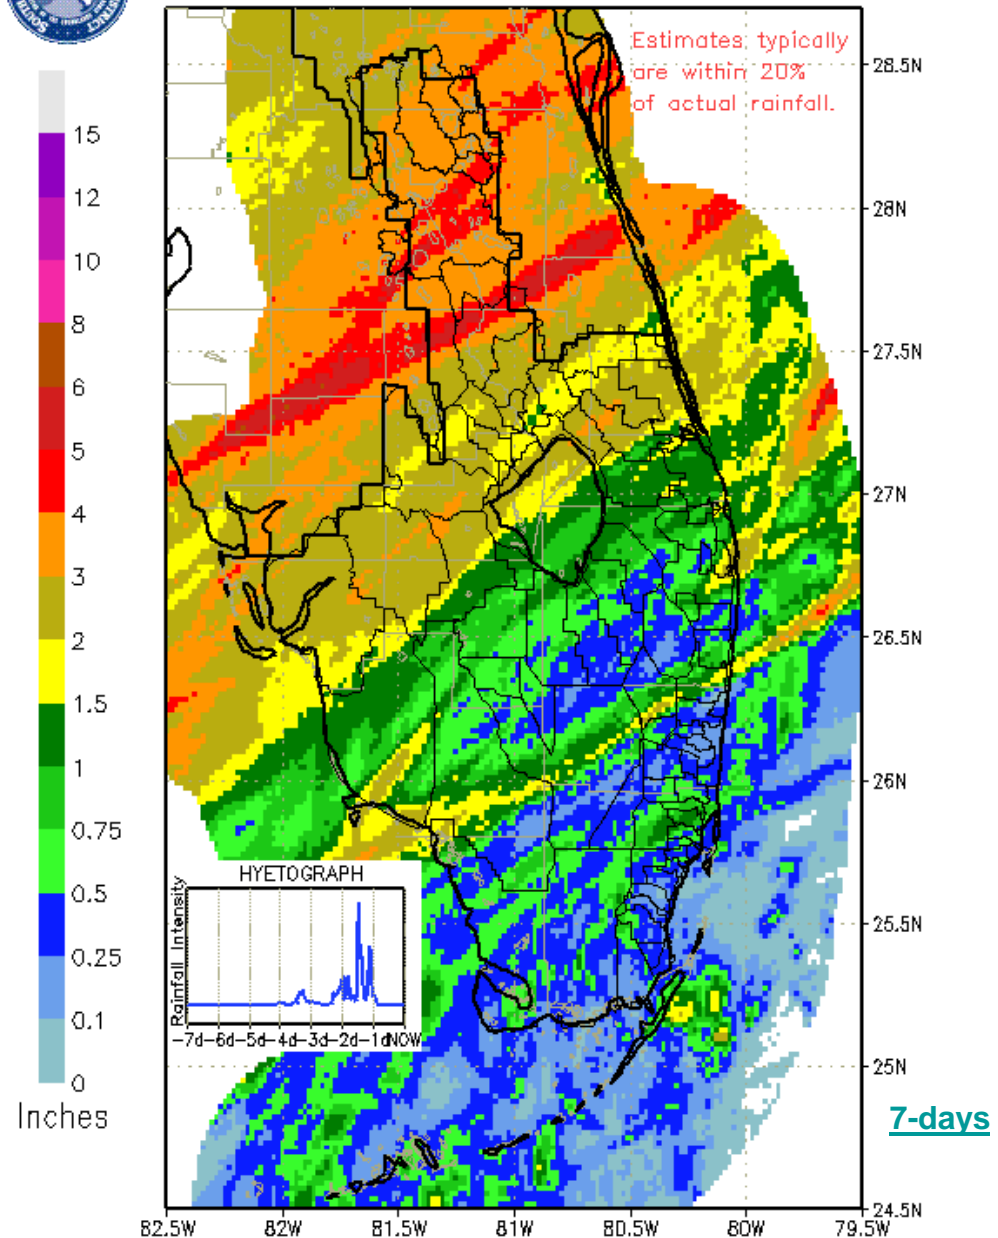 SOUTH
DISTRICT
Estimates typically
are within 20%
of actual rainfall.
15
12
10
8
6
5
4
3
2
1.5
1
0.75
0.5
0.25
0.1
0
Inches
28.5N
28N
27.5N
27N
26.5N
26N
25.5N
25N
24.5N
HYETOGRAPH
Rainfall Intensity
-7d-6d-5d-4d-3d-2d-1dNOW
7-days
82.5W 82W 81.5W 81W 80.5W 80W 79.5W